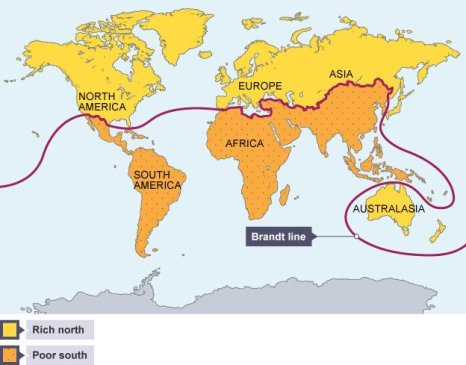 NORTH
AMERICA
EUROPE
ASIA
AFRICA
SOUTH
AMERICA
AUSTRALASIA
Brandt line
Rich north
Poor south